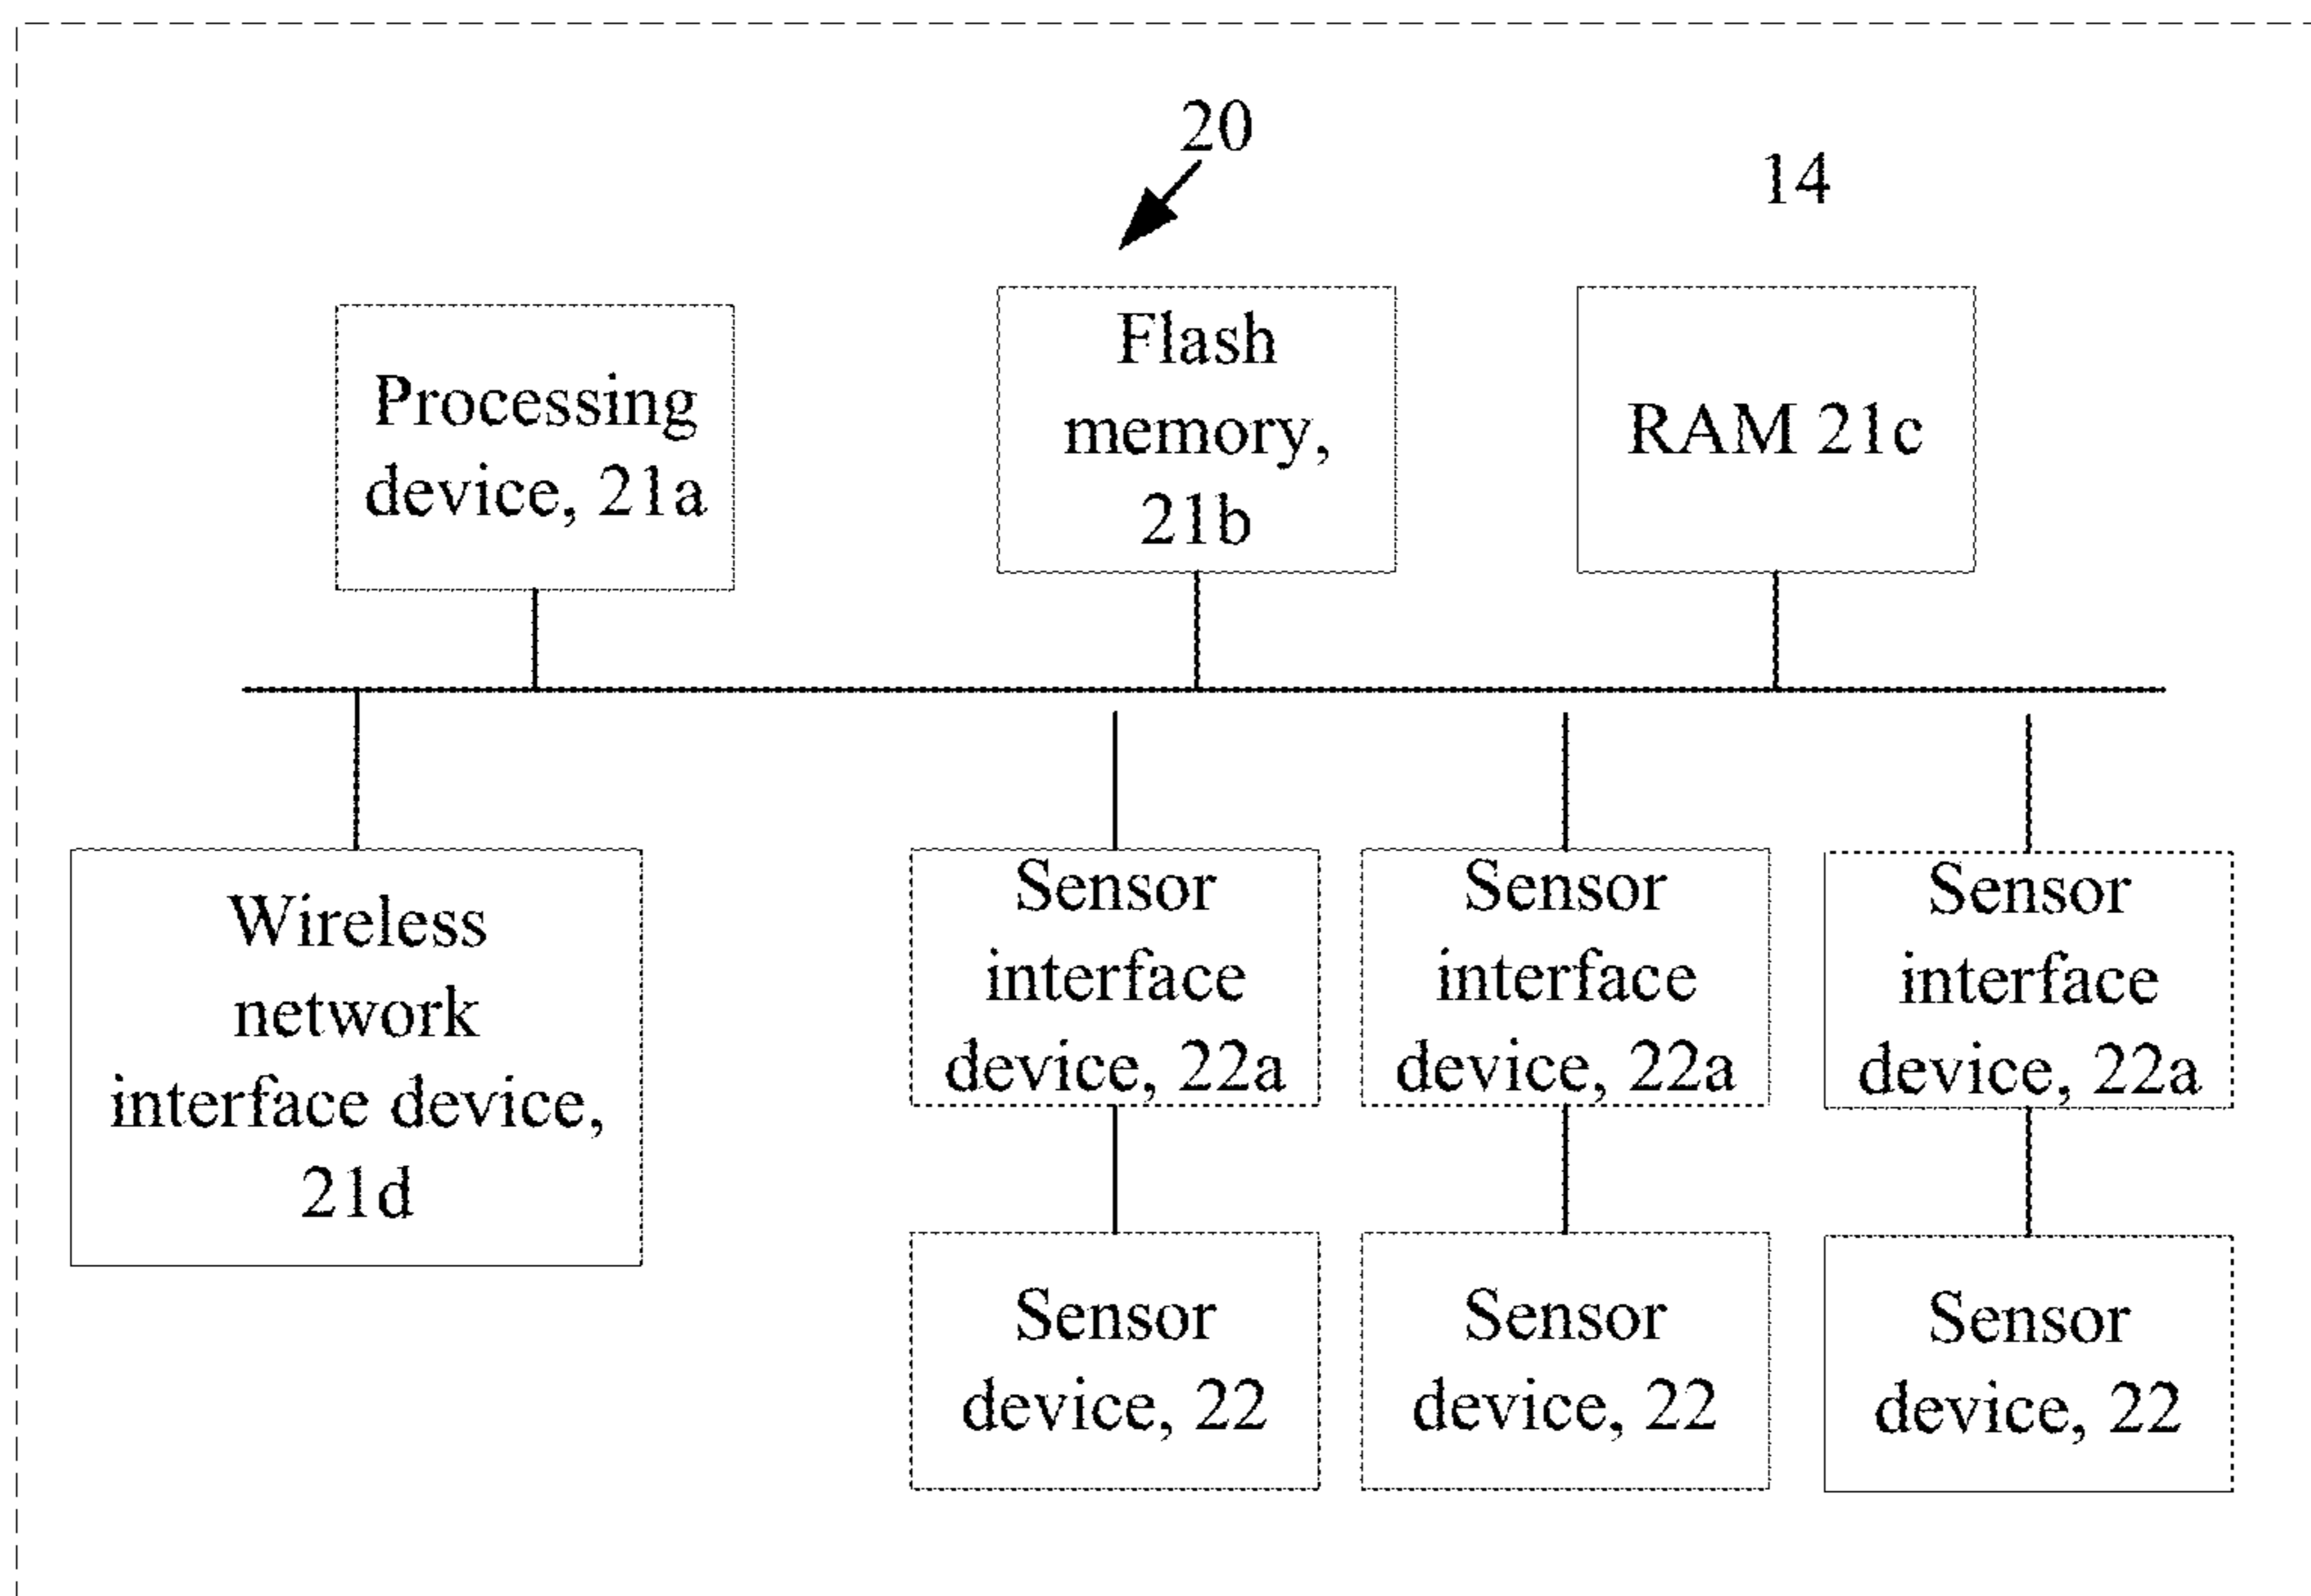 20
14
Processing
device, 21a
Flash
memory,
21b
RAM 21c
Wireless
network
interface device,
21d
Sensor
interface
device, 22a
Sensor
interface
device, 22a
Sensor
interface
device, 22a
Sensor
device, 22
Sensor
device, 22
Sensor
device, 22